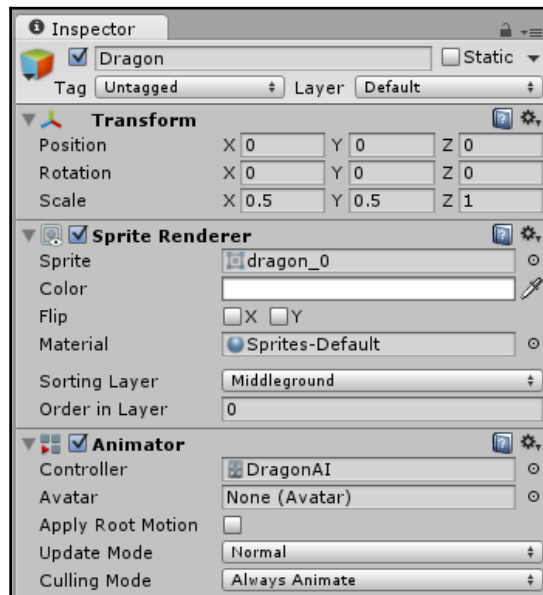 Inspector
Dragon Static
Tag Untagged Layer Default
Transform
Position X 0 Y 0 Z 0
Rotation X 0 Y 0 Z 0
Scale X 0.5 Y 0.5 Z 1
Sprite Renderer
Sprite dragon_0
Color
Flip X Y
Material Sprites-Default
Sorting Layer Middleground
Order in Layer 0
Animator
Controller DragonAI
Avatar None (Avatar)
Apply Root Motion
Update Mode Normal
Culling Mode Always Animate